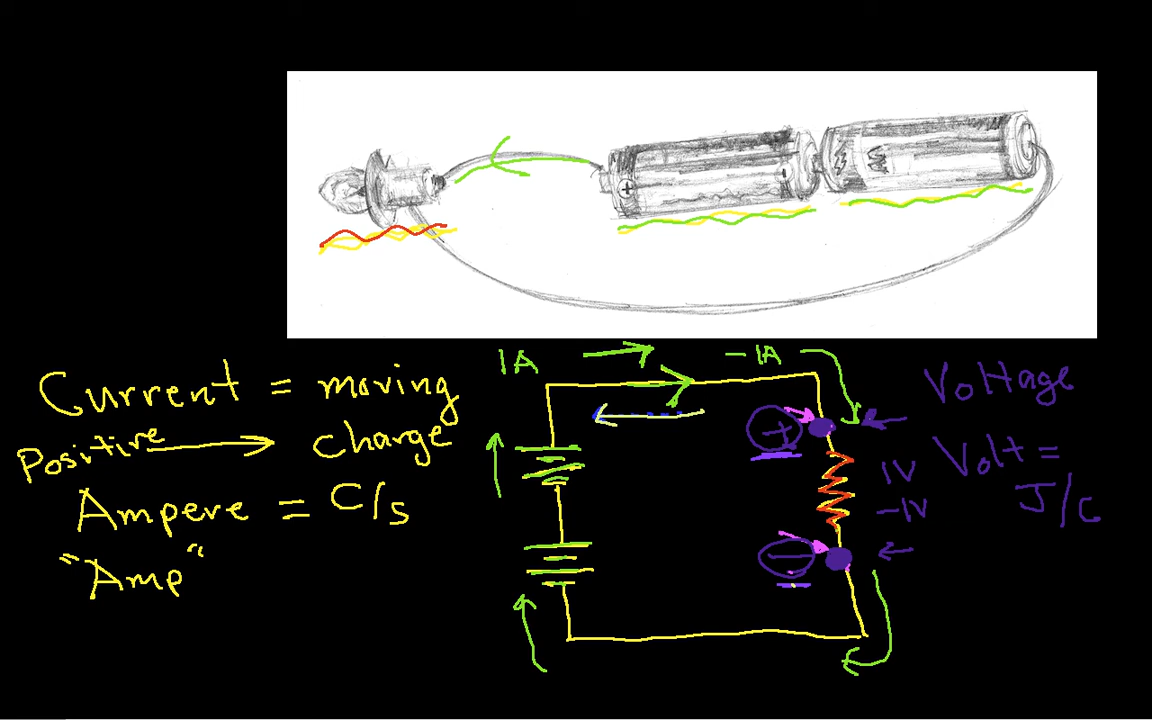 + -
1A
-1A
Current = moving
Positive → charge
Ampere = C/s
"Amp"
Voltage
Volt =
J/C
+
1V
-1V
-